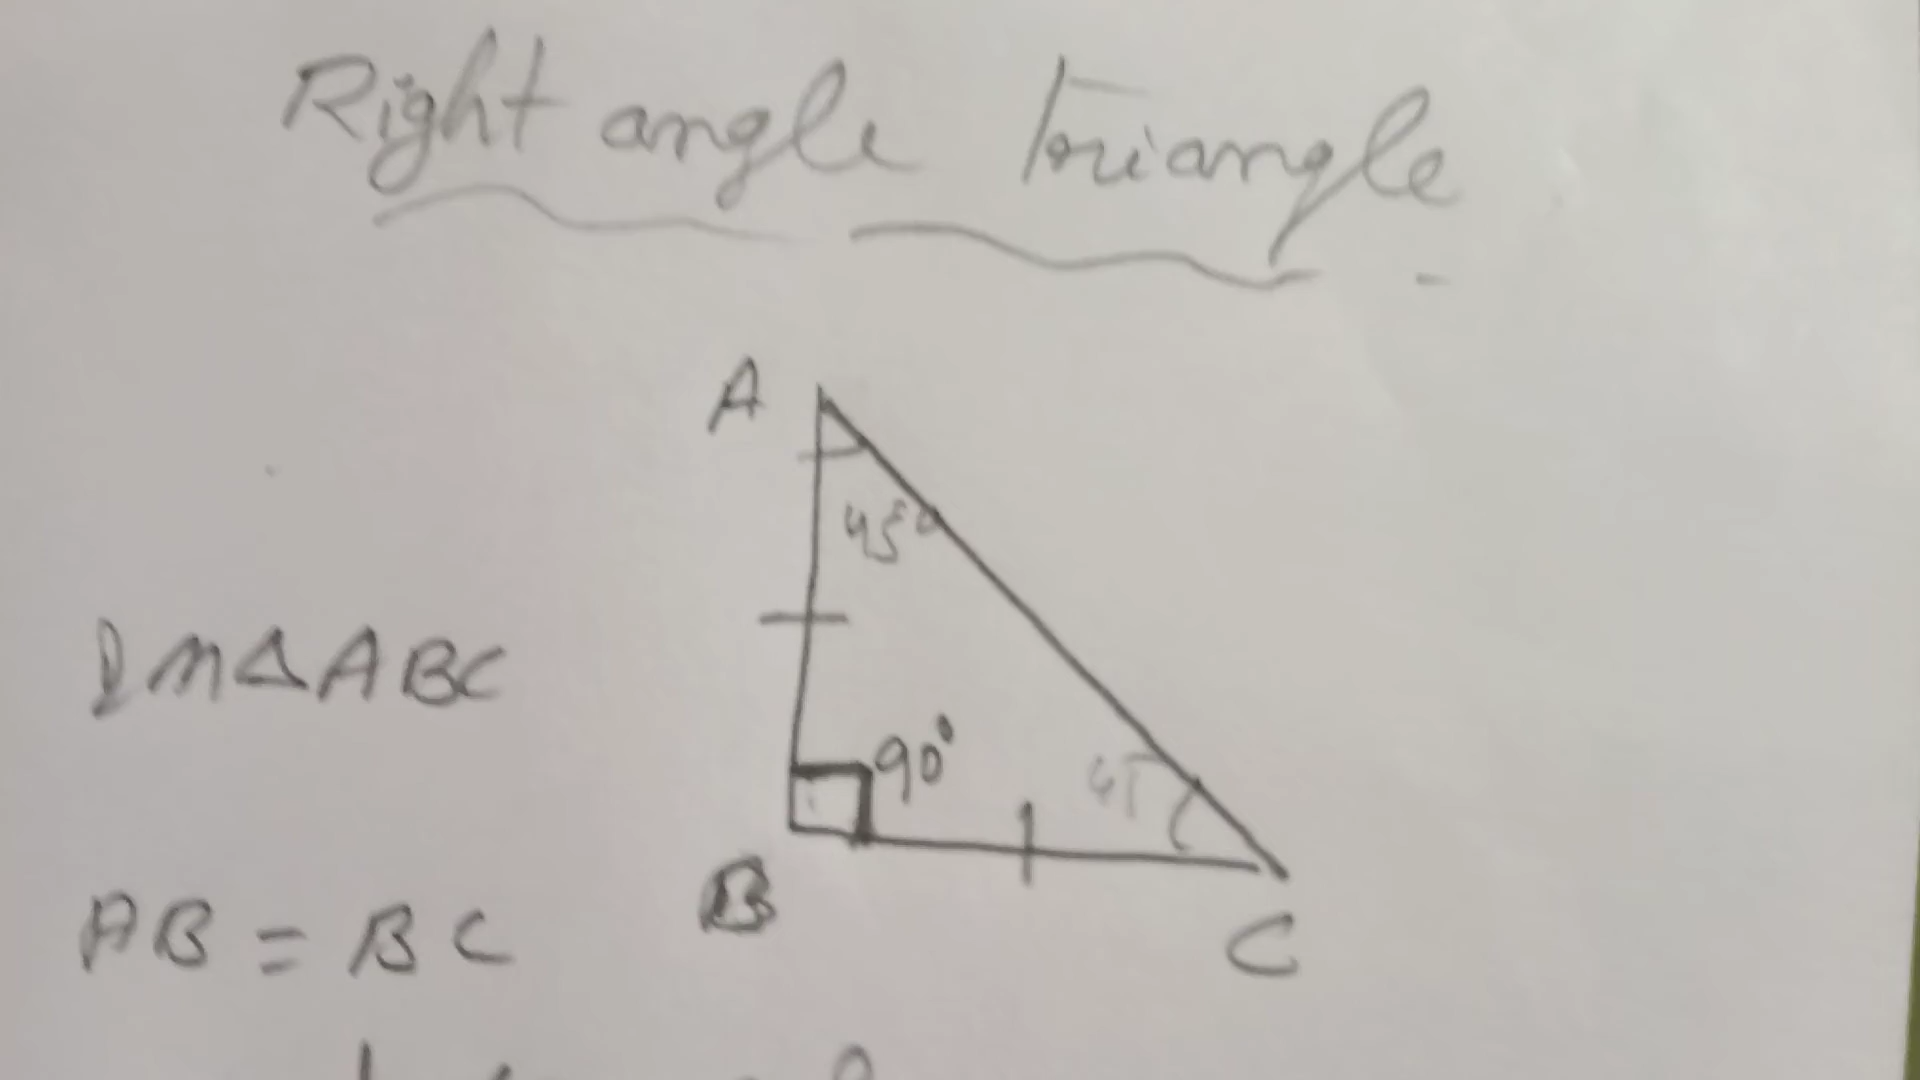 Right angle triangle
A
45°
In △ABC
90°
45
B
AB = BC
C